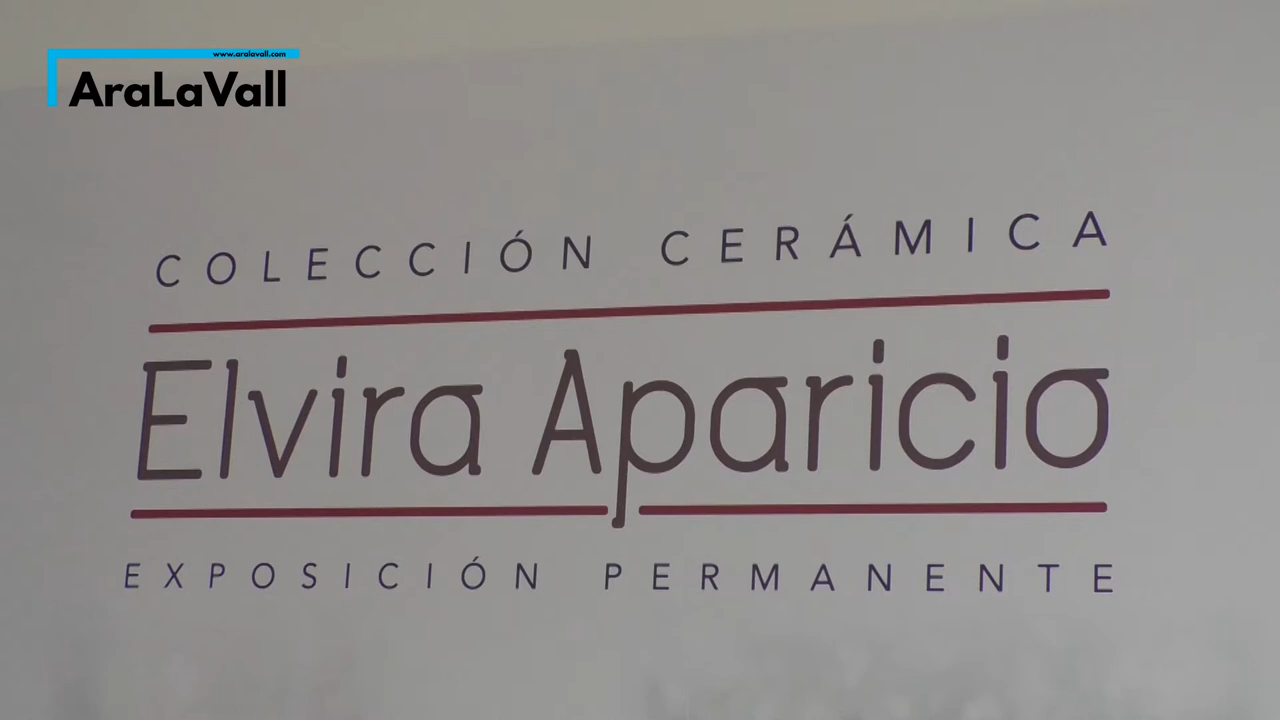 www.aralavall.com
AraLaVall
COLECCIÓN CERÁMICA
Elvira Aparicio
EXPOSICIÓN PERMANENTE